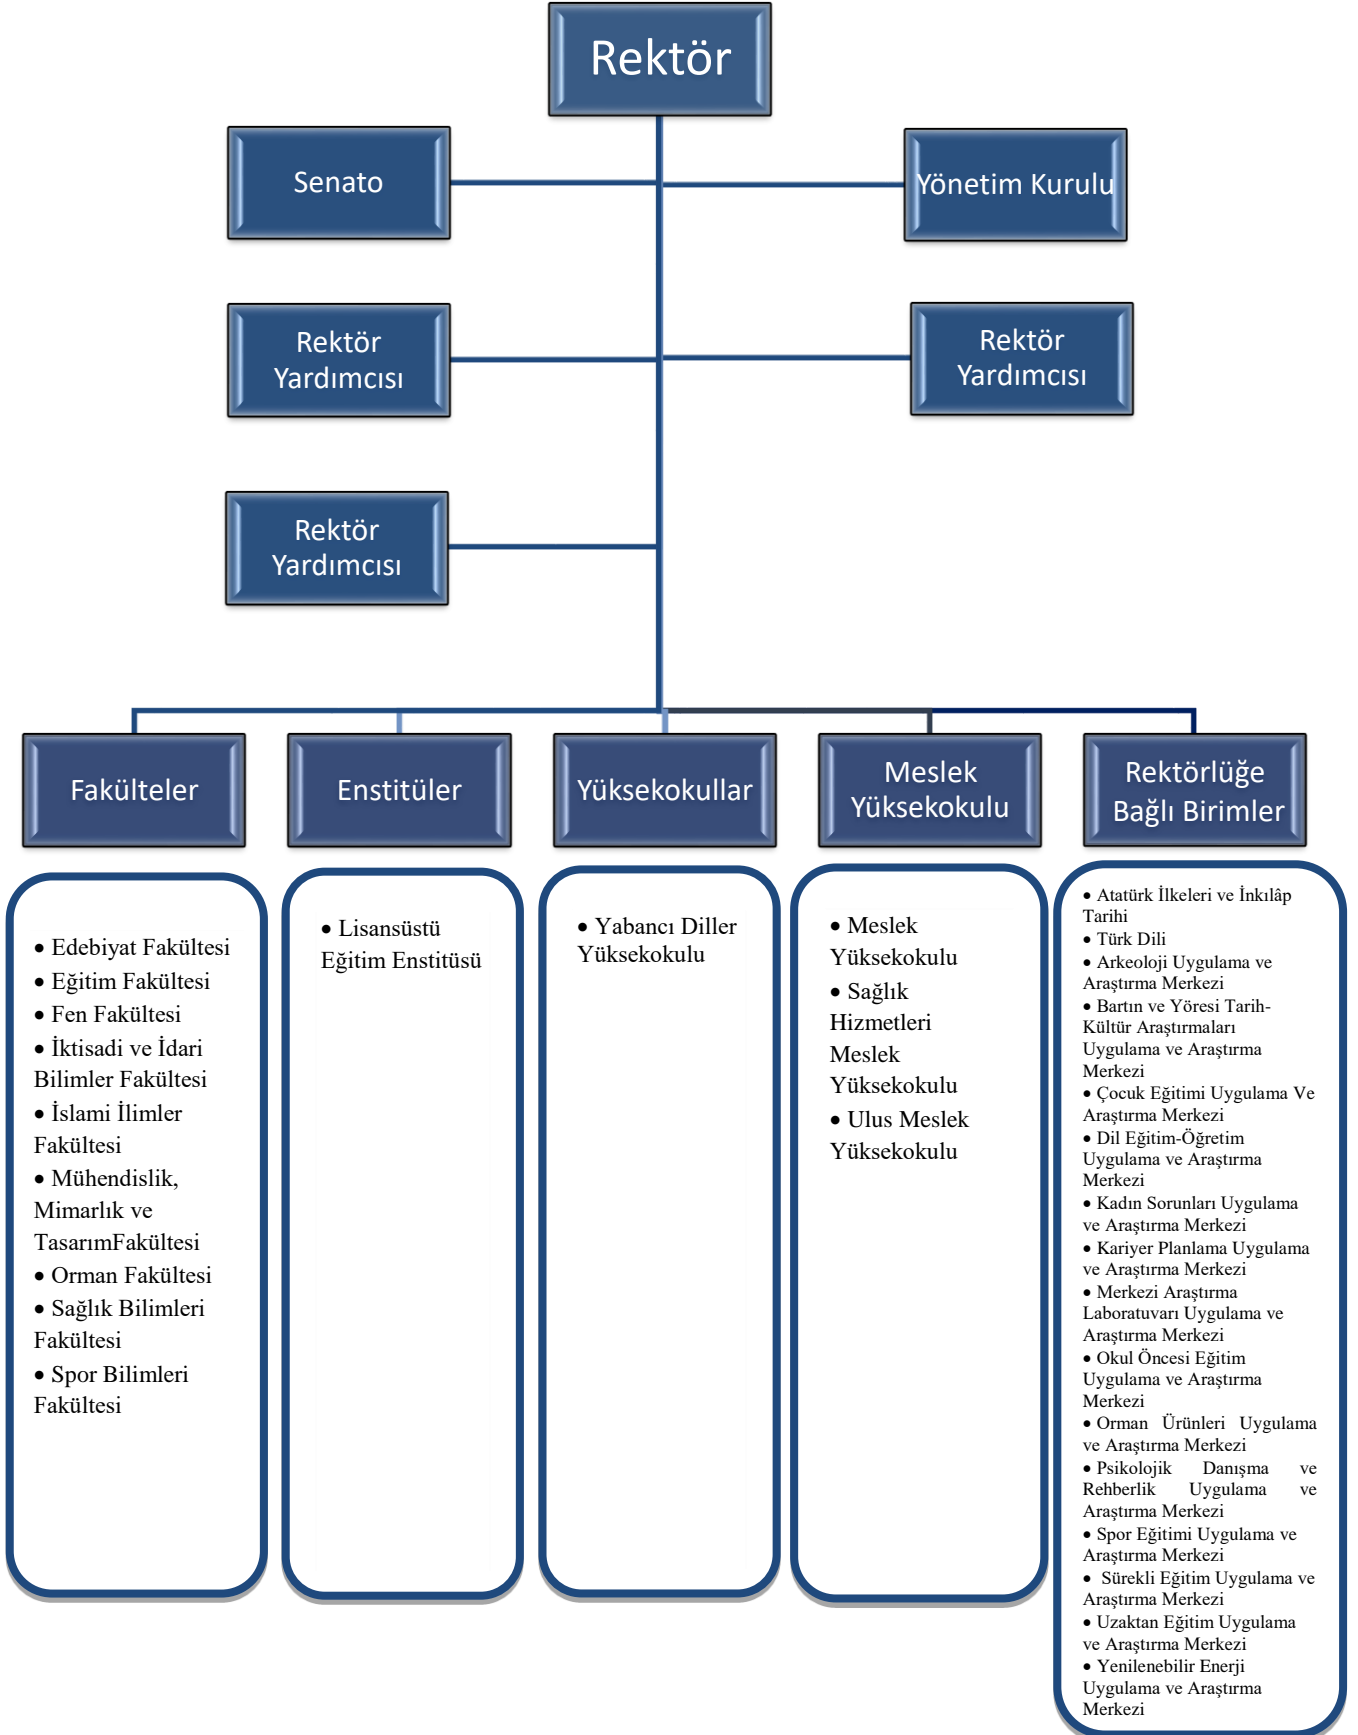 Rektör
Senato
Yönetim Kurulu
Rektör
Yardımcısı
Rektör
Yardımcısı
Rektör
Yardımcısı
Fakülteler
Enstitüler
Yüksekokullar
Meslek
Yüksekokulu
Rektörlüğe
Bağlı Birimler
• Edebiyat Fakültesi
• Eğitim Fakültesi
• Fen Fakültesi
• İktisadi ve İdari
Bilimler Fakültesi
• İslami İlimler
Fakültesi
• Mühendislik,
Mimarlık ve
TasarımFakültesi
• Orman Fakültesi
• Sağlık Bilimleri
Fakültesi
• Spor Bilimleri
Fakültesi
• Lisansüstü
Eğitim Enstitüsü
• Yabancı Diller
Yüksekokulu
• Meslek
Yüksekokulu
• Sağlık
Hizmetleri
Meslek
Yüksekokulu
• Ulus Meslek
Yüksekokulu
• Atatürk İlkeleri ve İnkılâp
Tarihi
• Türk Dili
• Arkeoloji Uygulama ve
Araştırma Merkezi
• Bartın ve Yöresi Tarih-
Kültür Araştırmaları
Uygulama ve Araştırma
Merkezi
• Çocuk Eğitimi Uygulama Ve
Araştırma Merkezi
• Dil Eğitim-Öğretim
Uygulama ve Araştırma
Merkezi
• Kadın Sorunları Uygulama
ve Araştırma Merkezi
• Kariyer Planlama Uygulama
ve Araştırma Merkezi
• Merkezi Araştırma
Laboratuvarı Uygulama ve
Araştırma Merkezi
• Okul Öncesi Eğitim
Uygulama ve Araştırma
Merkezi
• Orman Ürünleri Uygulama
ve Araştırma Merkezi
• Psikolojik Danışma ve
Rehberlik Uygulama ve
Araştırma Merkezi
• Spor Eğitimi Uygulama ve
Araştırma Merkezi
• Sürekli Eğitim Uygulama ve
Araştırma Merkezi
• Uzaktan Eğitim Uygulama
ve Araştırma Merkezi
• Yenilenebilir Enerji
Uygulama ve Araştırma
Merkezi